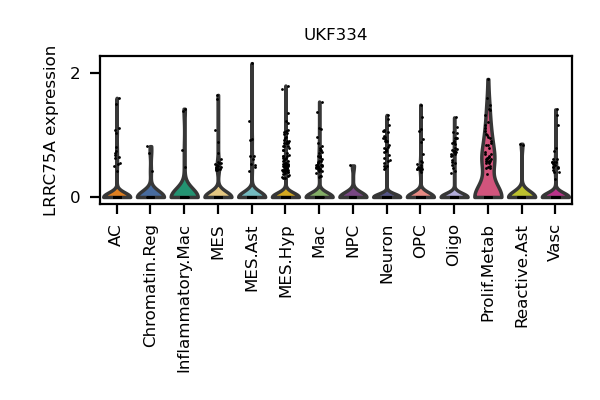 UKF334
LRRC75A expression
2
0
AC
Chromatin.Reg
Inflammatory.Mac
MES
MES.Ast
MES.Hyp
Mac
NPC
Neuron
OPC
Oligo
Prolif.Metab
Reactive.Ast
Vasc